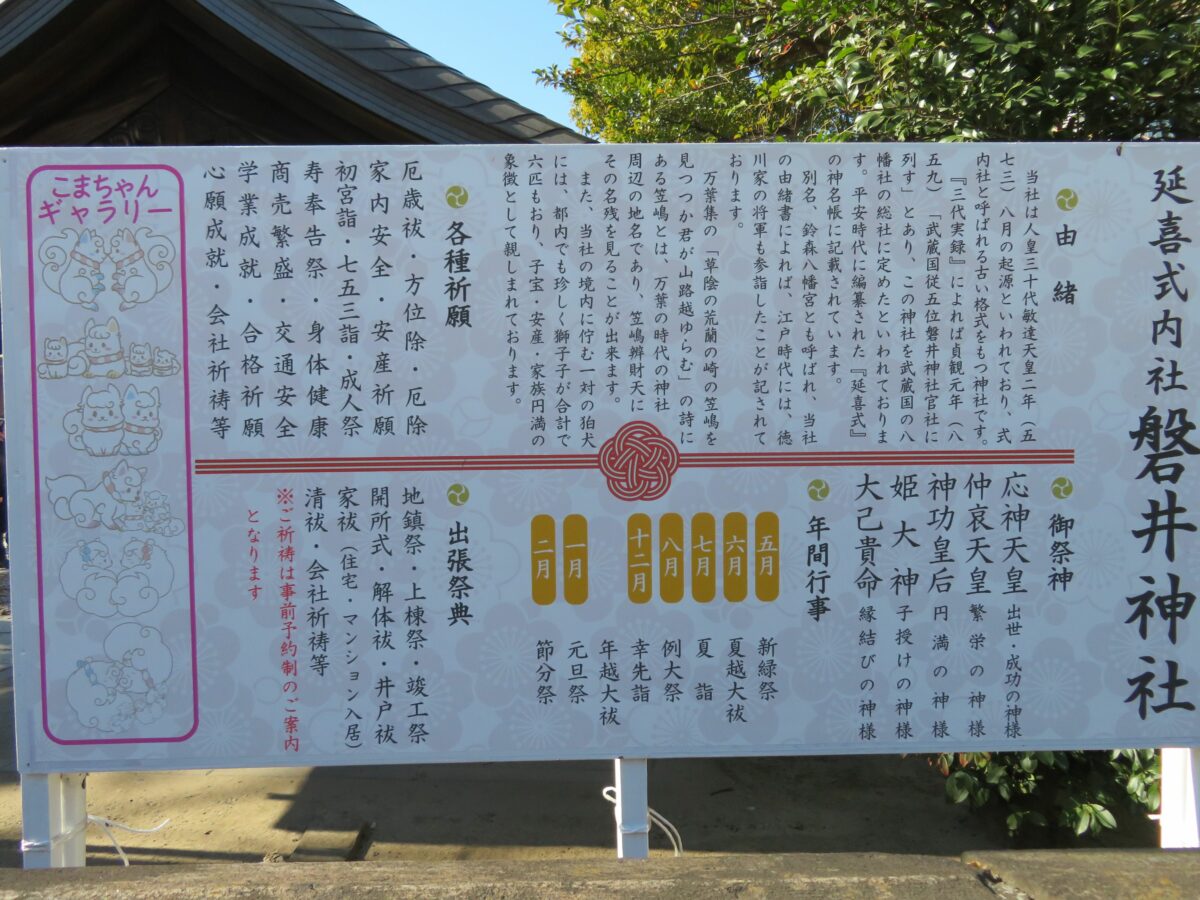 延喜式内社 磐井神社
由緒
当社は人皇三十代敏達天皇二年（五
七三）八月の起源といわれており、式
内社と呼ばれる古い格式をもつ神社です。
『三代実録』によれば貞観元年（八
五九）「武蔵国従五位磐井神社官社に
列す」とあり、この神社を武蔵国の八
幡社の総社に定めたといわれておりま
す。平安時代に編纂された『延喜式』
の神名帳に記載されています。
別名、鈴森八幡宮とも呼ばれ、当社
の由緒書によれば、江戸時代には、徳
川家の将軍も参詣したことが記されて
おります。
万葉集の「草陰の荒藺の崎の笠嶋を
見つつか君が山路越ゆらむ」の詩に
ある笠嶋とは、万葉の時代の神社
周辺の地名であり、笠嶋辨財天に
その名残を見ることが出来ます。
また、当社の境内に佇む一対の狛犬
には、都内でも珍しく獅子子が合計で
六匹もおり、子宝・安産・家族円満の
象徴として親しまれております。
御祭神
応神天皇 出世・成功の神様
仲哀天皇 繁栄の神様
神功皇后 円満の神様
姫大神 子授けの神様
大己貴命 縁結びの神様
年間行事
五月 新緑祭
六月 夏越大祓
七月 夏詣
八月 例大祭
十二月 幸先詣
年越大祓
一月 元旦祭
二月 節分祭
各種祈願
厄歳祓・方位除・厄除
家内安全・安産祈願
初宮詣・七五三詣・成人祭
寿奉告祭・身体健康
商売繁盛・交通安全
学業成就・合格祈願
心願成就・会社祈祷等
出張祭典
地鎮祭・上棟祭・竣工祭
開所式・解体祓・井戸祓
家祓（住宅・マンション入居）
清祓・会社祈祷等
※ご祈祷は事前予約制のご案内
となります
こまちゃん
ギャラリー